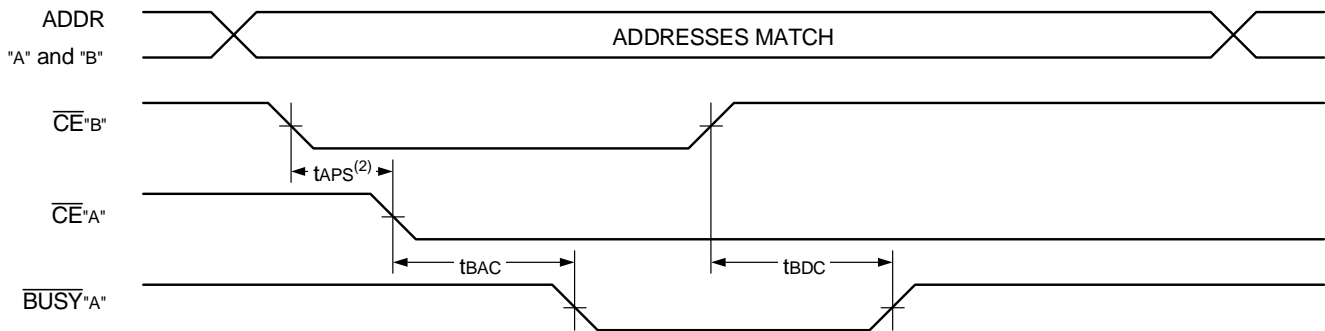 ADDR
"A" and "B"
ADDRESSES MATCH
CE"B"
tAPS(2)
CE"A"
tBAC
tBDC
BUSY"A"